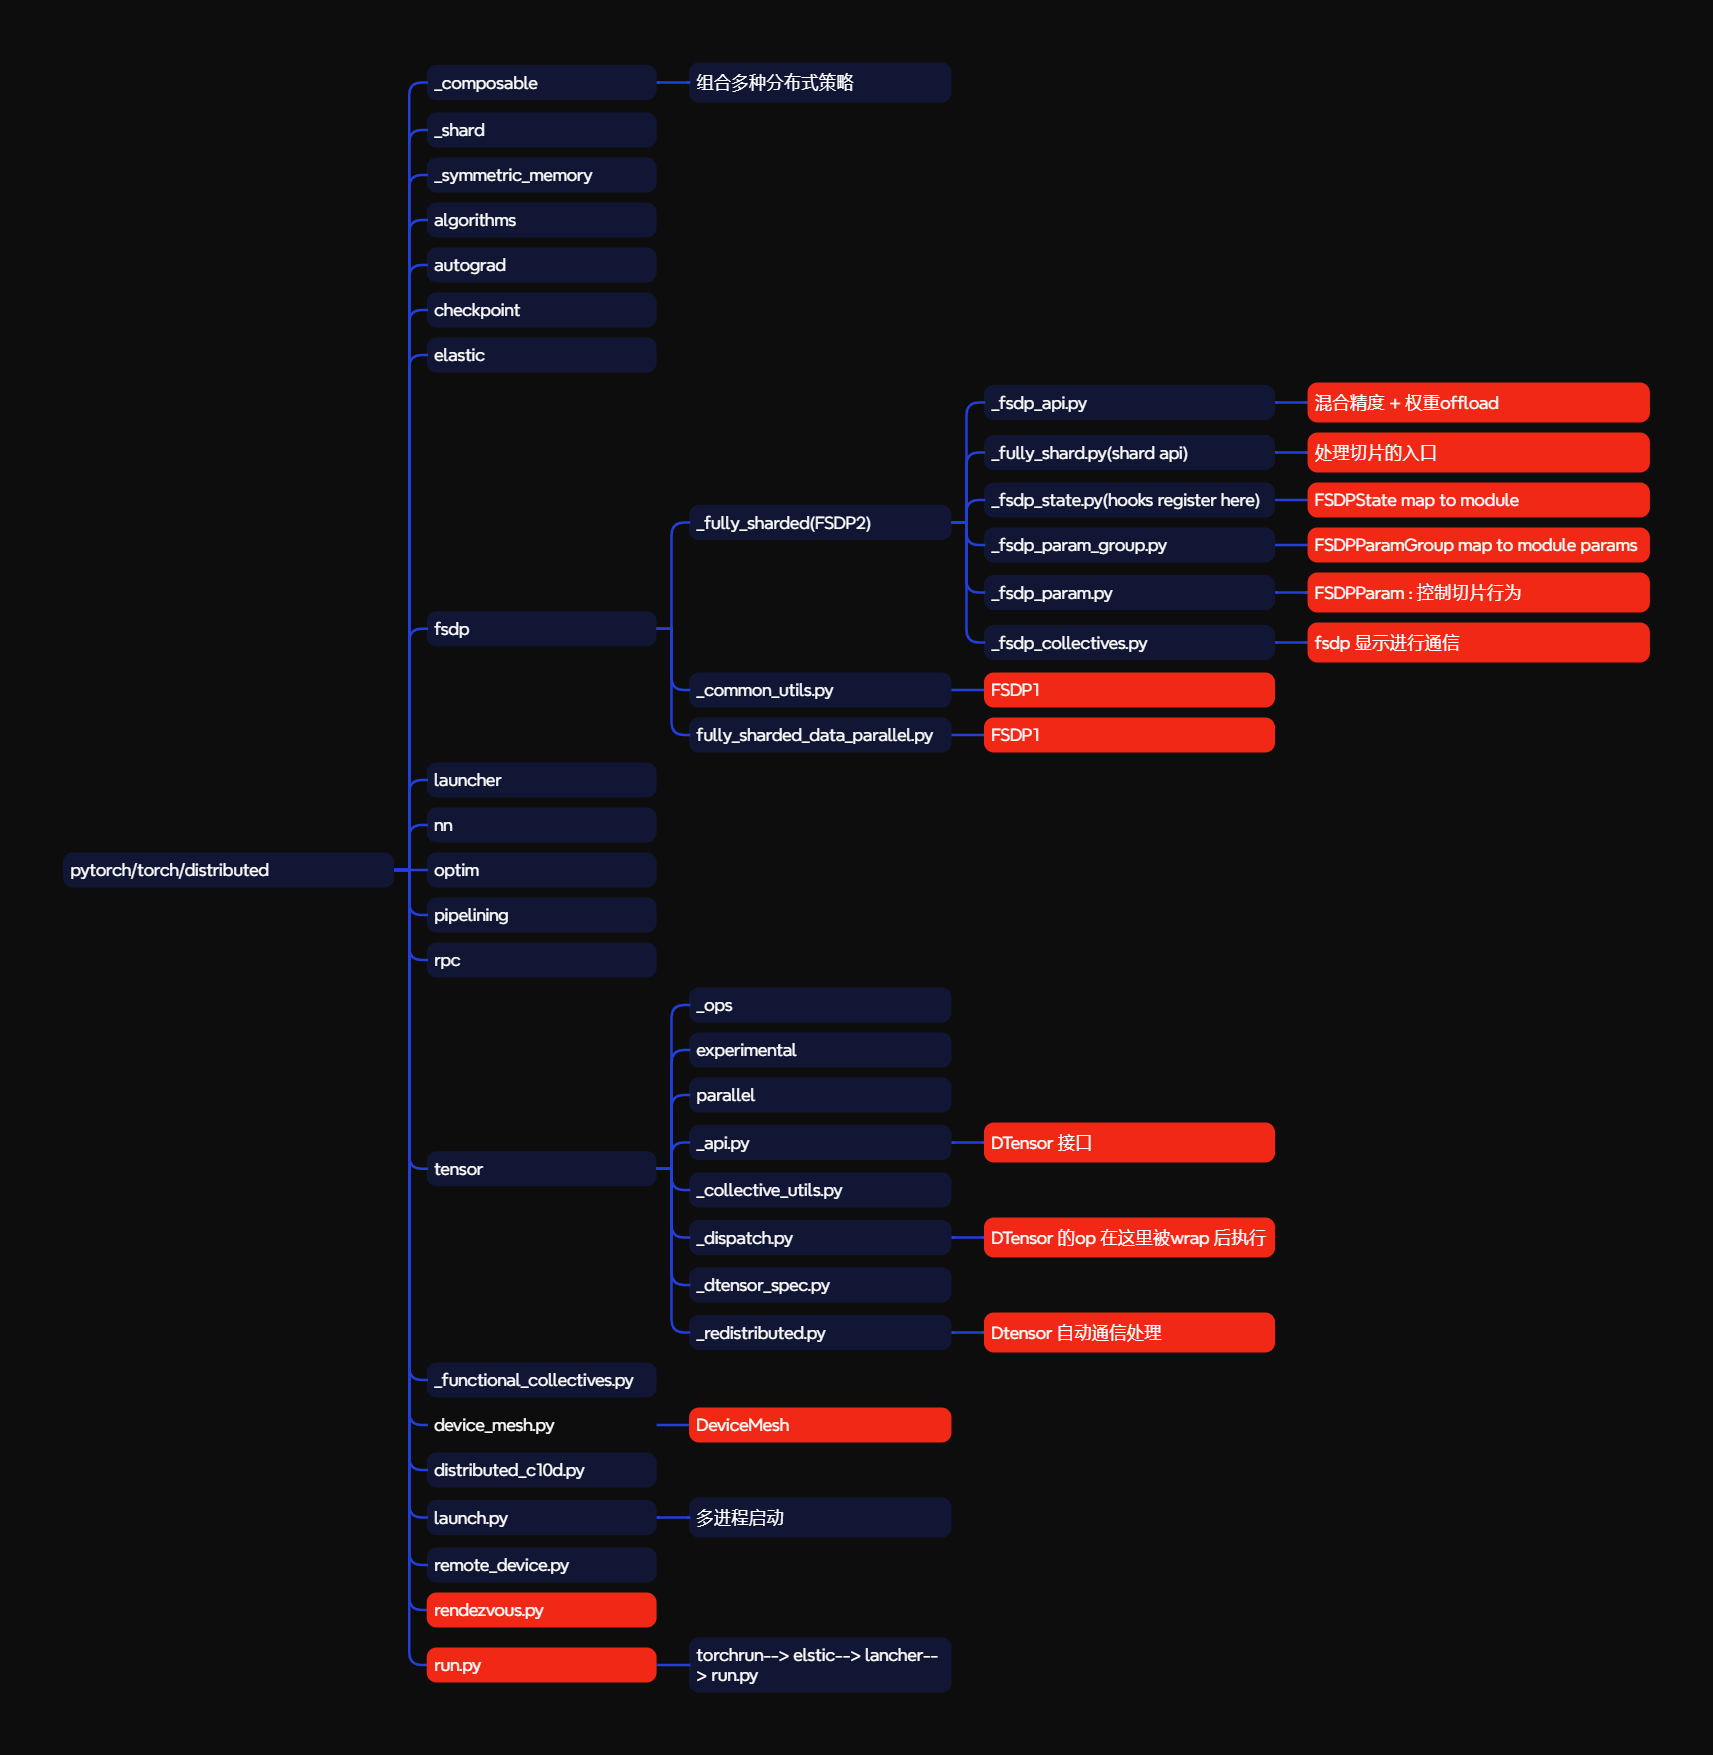 _composable
组合多种分布式策略
_shard
_symmetric_memory
algorithms
autograd
checkpoint
elastic
_fsdp_api.py
混合精度 + 权重offload
_fully_shard.py(shard api)
处理切片的入口
_fsdp_state.py(hooks register here)
FSDPState map to module
_fully_sharded(FSDP2)
_fsdp_param_group.py
FSDPParamGroup map to module params
_fsdp_param.py
FSDPParam : 控制切片行为
fsdp
_fsdp_collectives.py
fsdp 显示进行通信
_common_utils.py
FSDP1
fully_sharded_data_parallel.py
FSDP1
launcher
nn
pytorch/torch/distributed
optim
pipelining
rpc
_ops
experimental
parallel
_api.py
DTensor 接口
tensor
_collective_utils.py
_dispatch.py
DTensor 的op 在这里被wrap 后执行
_dtensor_spec.py
_redistributed.py
Dtensor 自动通信处理
_functional_collectives.py
device_mesh.py
DeviceMesh
distributed_c10d.py
launch.py
多进程启动
remote_device.py
rendezvous.py
run.py
torchrun--> elstic--> lancher--
> run.py